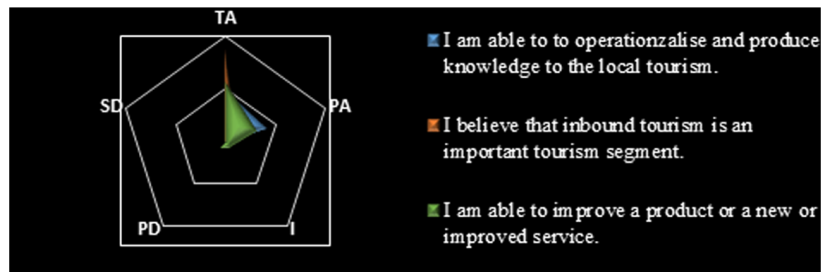 TA
SD
PA
PD
I
I am able to to operationzalise and produce
knowledge to the local tourism.
I believe that inbound tourism is an
important tourism segment.
I am able to improve a product or a new or
improved service.